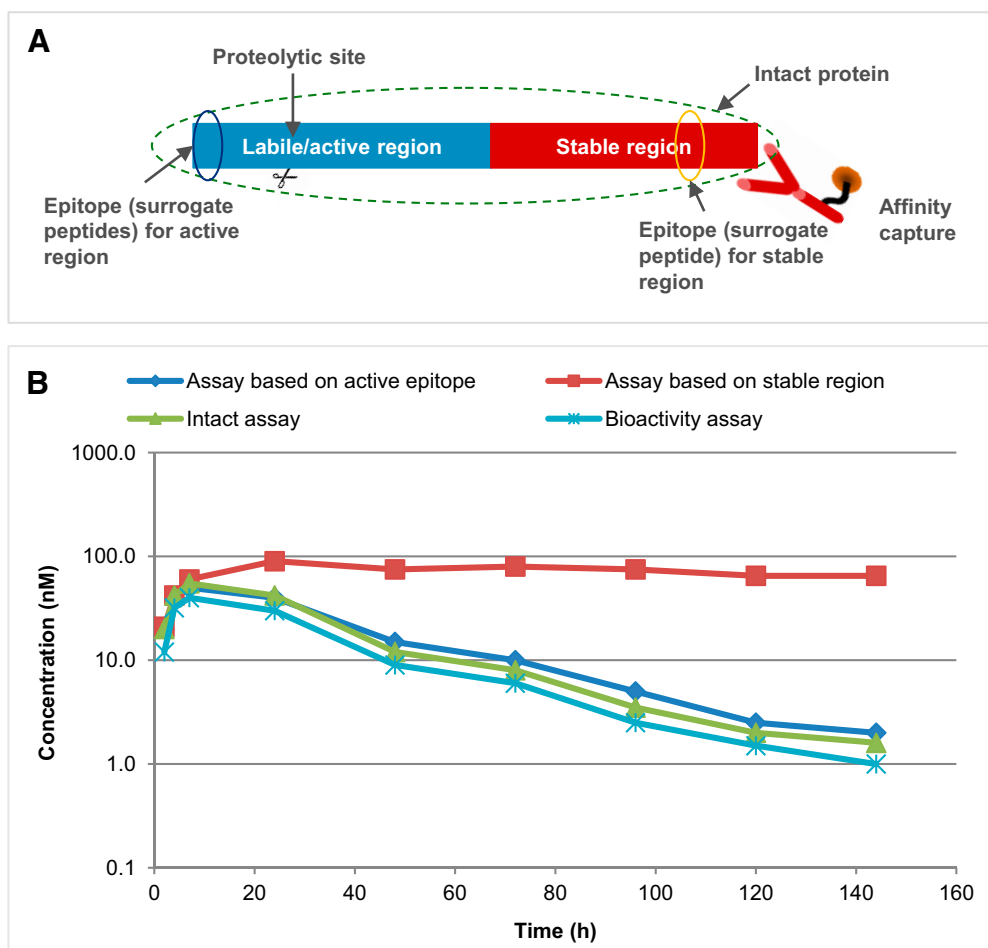 A
Proteolytic site
Intact protein
Labile/active region
Stable region
Epitope (surrogate
peptides) for active
region
Epitope (surrogate
peptide) for stable
region
Affinity
capture
B
Assay based on active epitope
Assay based on stable region
Intact assay
Bioactivity assay
1000.0
100.0
10.0
1.0
0.1
Concentration (nM)
0 20 40 60 80 100 120 140 160
Time (h)